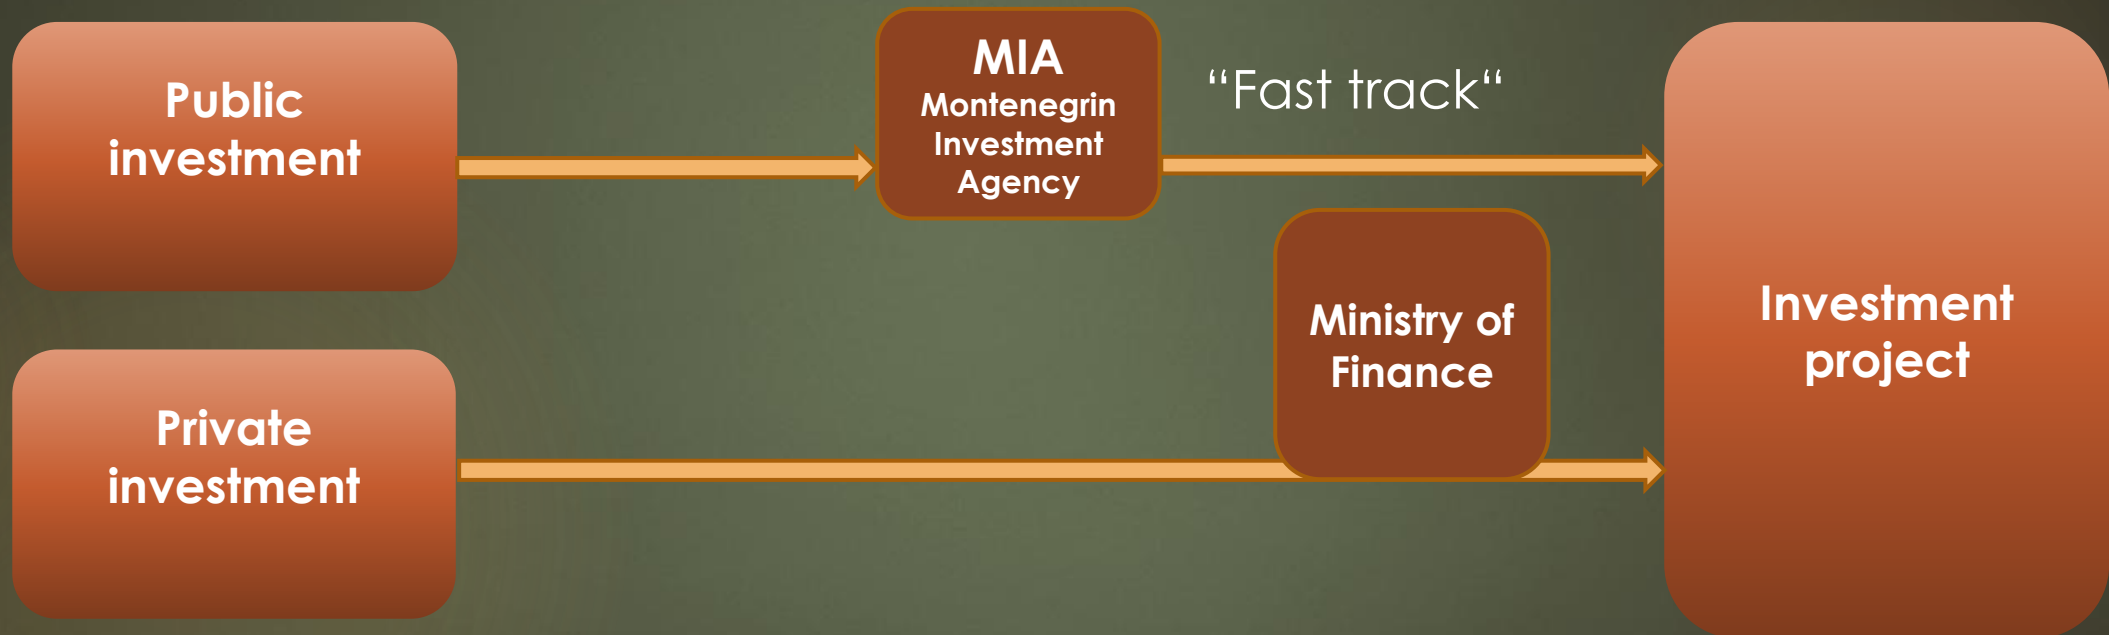 Public
investment
MIA
Montenegrin
Investment
Agency
“Fast track“
Ministry of
Finance
Private
investment
Investment
project